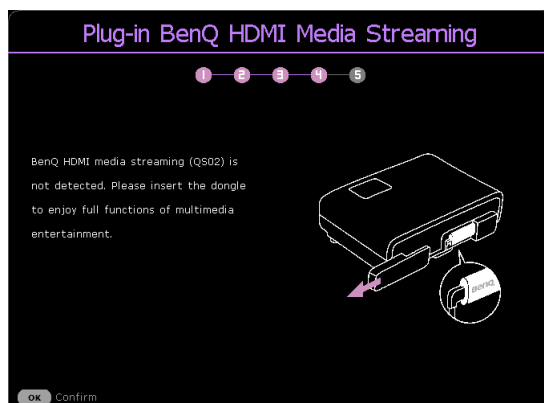 Plug-in BenQ HDMI Media Streaming
1 2 3 4 5
BenQ HDMI media streaming (QS02) is
not detected. Please insert the dongle
to enjoy full functions of multimedia
entertainment.
BenQ
OK Confirm